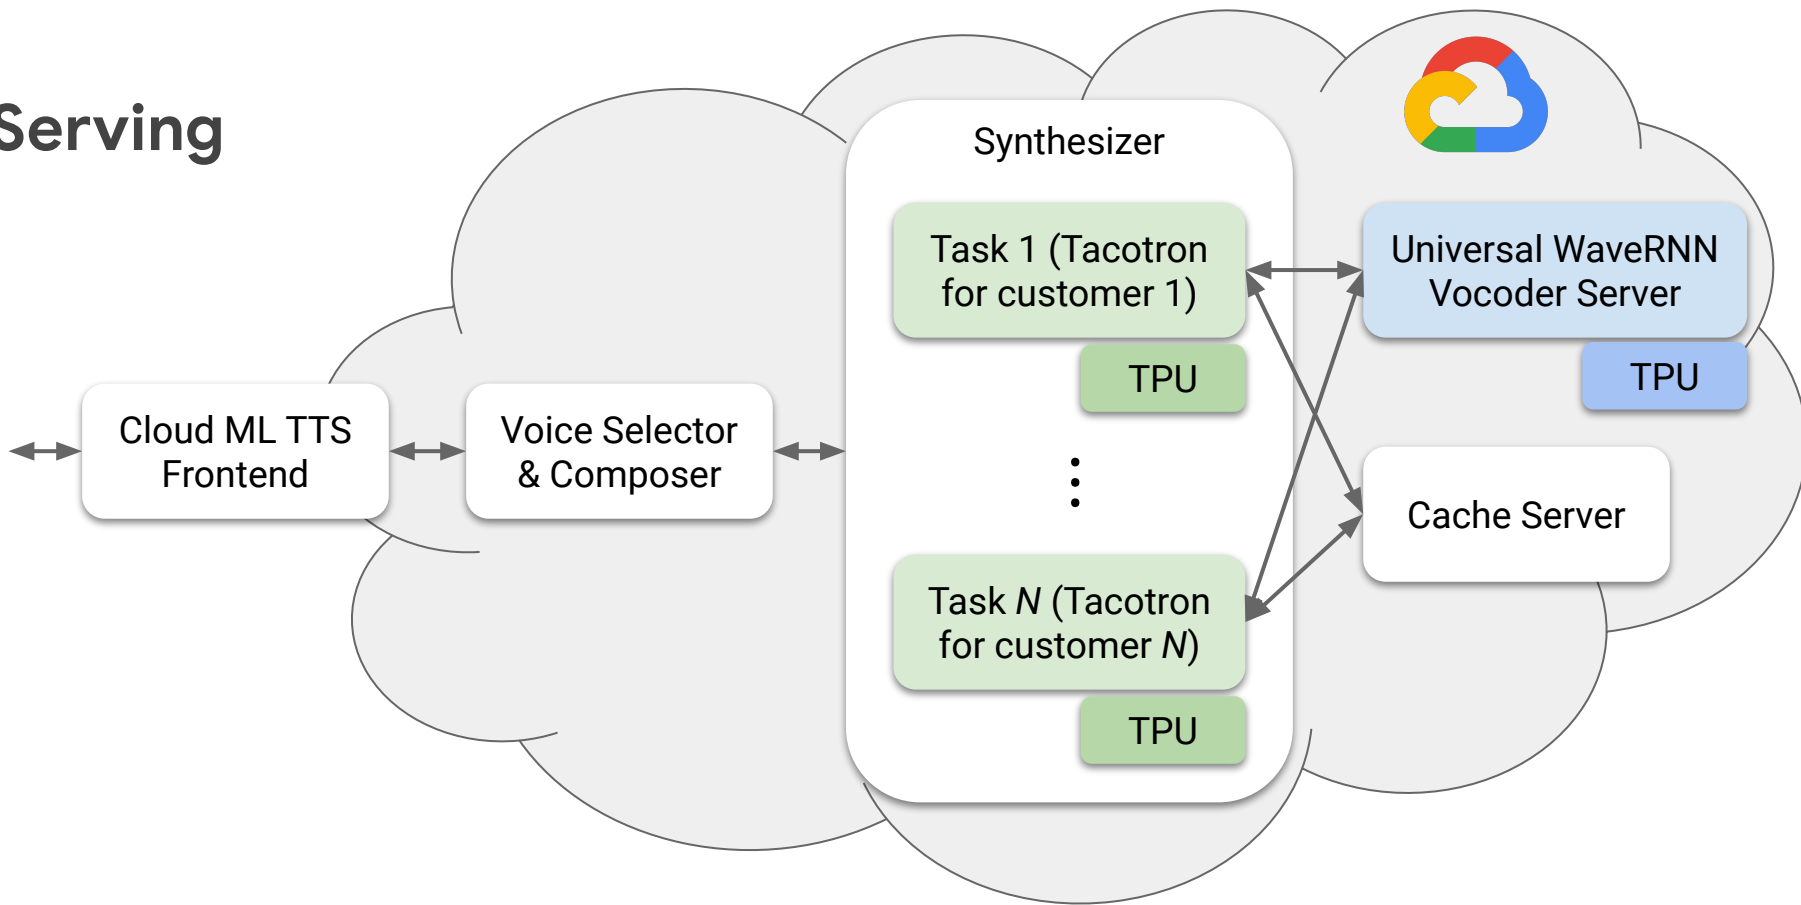 Serving
Synthesizer
Task 1 (Tacotron
for customer 1)
TPU
Universal WaveRNN
Vocoder Server
TPU
Cloud ML TTS
Frontend
Voice Selector
& Composer
Cache Server
Task N (Tacotron
for customer N)
TPU